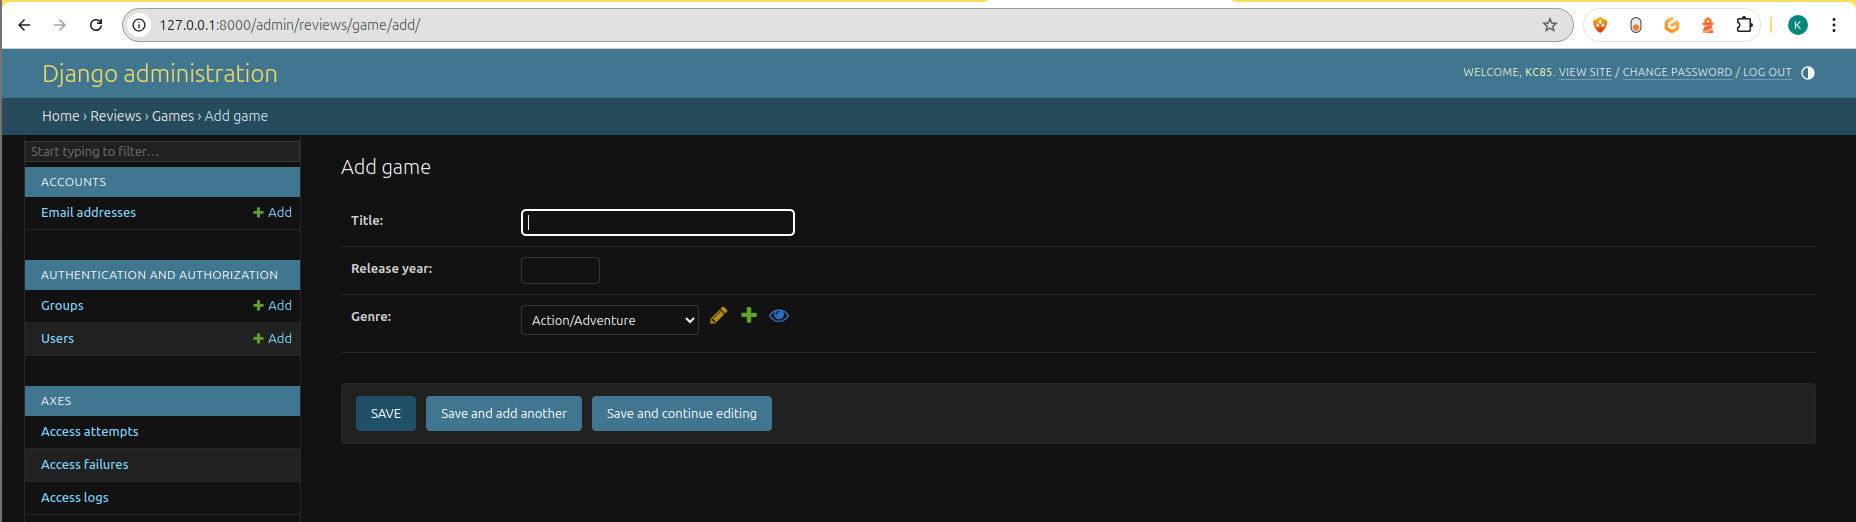 127.0.0.1:8000/admin/reviews/game/add/
K
Django administration
WELCOME, KC85. VIEW SITE / CHANGE PASSWORD / LOG OUT
Home › Reviews › Games › Add game
Start typing to filter...
ACCOUNTS
Email addresses
Add
AUTHENTICATION AND AUTHORIZATION
Groups
Add
Users
Add
AXES
Access attempts
Access failures
Access logs
Add game
Title:
Release year:
Genre:
Action/Adventure
SAVE
Save and add another
Save and continue editing